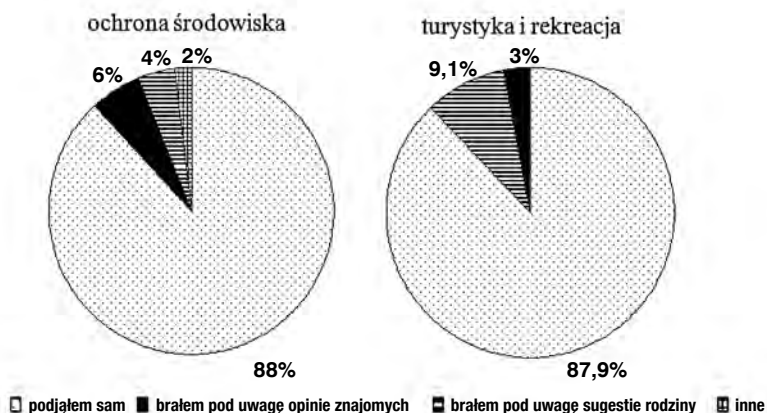 ochrona środowiska
turystyka i rekreacja
6%
4%
2%
9,1%
3%
88%
87,9%
podjąłem sam
brałem pod uwagę opinie znajomych
brałem pod uwagę sugestie rodziny
inne